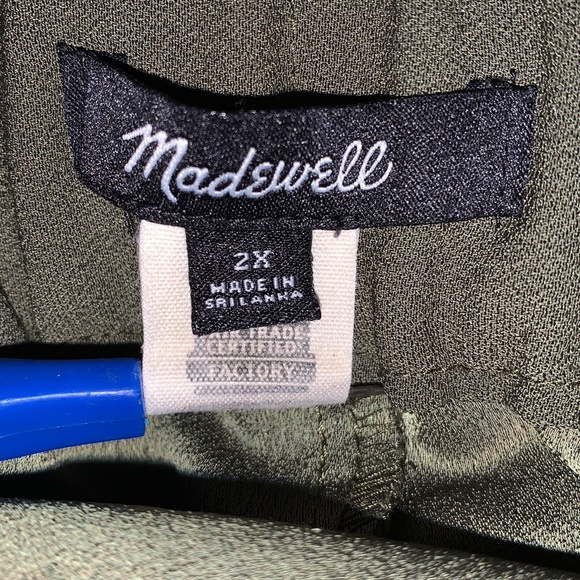 Madewell
2X
MADE IN
SRI LANKA
TRADE
CERTIFIED
FACTORY